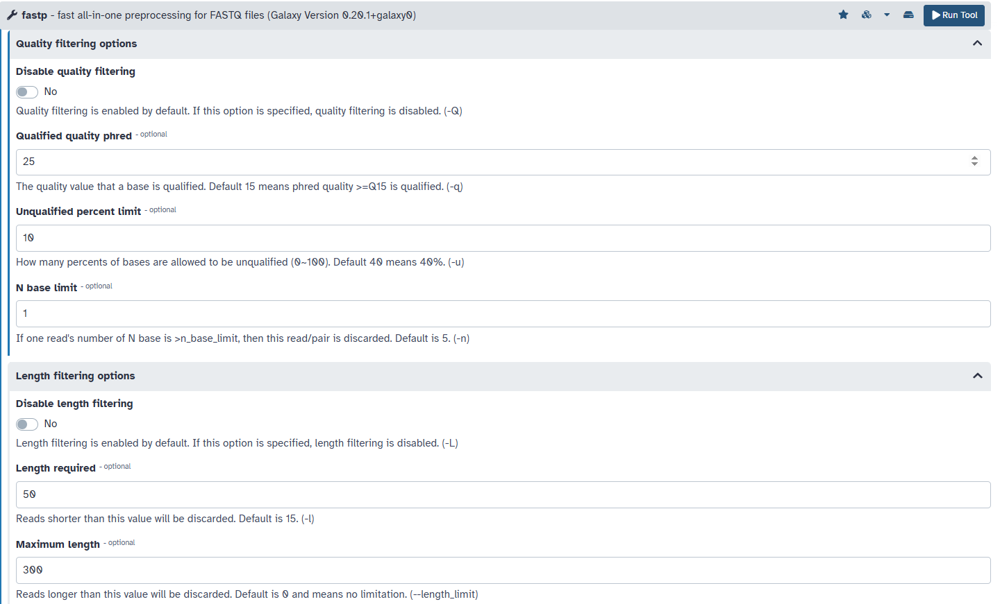 fastp - fast all-in-one preprocessing for FASTQ files (Galaxy Version 0.20.1+galaxy0)
Run Tool
Quality filtering options
Disable quality filtering
No
Quality filtering is enabled by default. If this option is specified, quality filtering is disabled. (-Q)
Qualified quality phred - optional
25
The quality value that a base is qualified. Default 15 means phred quality >=Q15 is qualified. (-q)
Unqualified percent limit - optional
10
How many percents of bases are allowed to be unqualified (0~100). Default 40 means 40%. (-u)
N base limit - optional
1
If one read's number of N base is >n_base_limit, then this read/pair is discarded. Default is 5. (-n)
Length filtering options
Disable length filtering
No
Length filtering is enabled by default. If this option is specified, length filtering is disabled. (-L)
Length required - optional
50
Reads shorter than this value will be discarded. Default is 15. (-l)
Maximum length - optional
300
Reads longer than this value will be discarded. Default is 0 and means no limitation. (--length_limit)